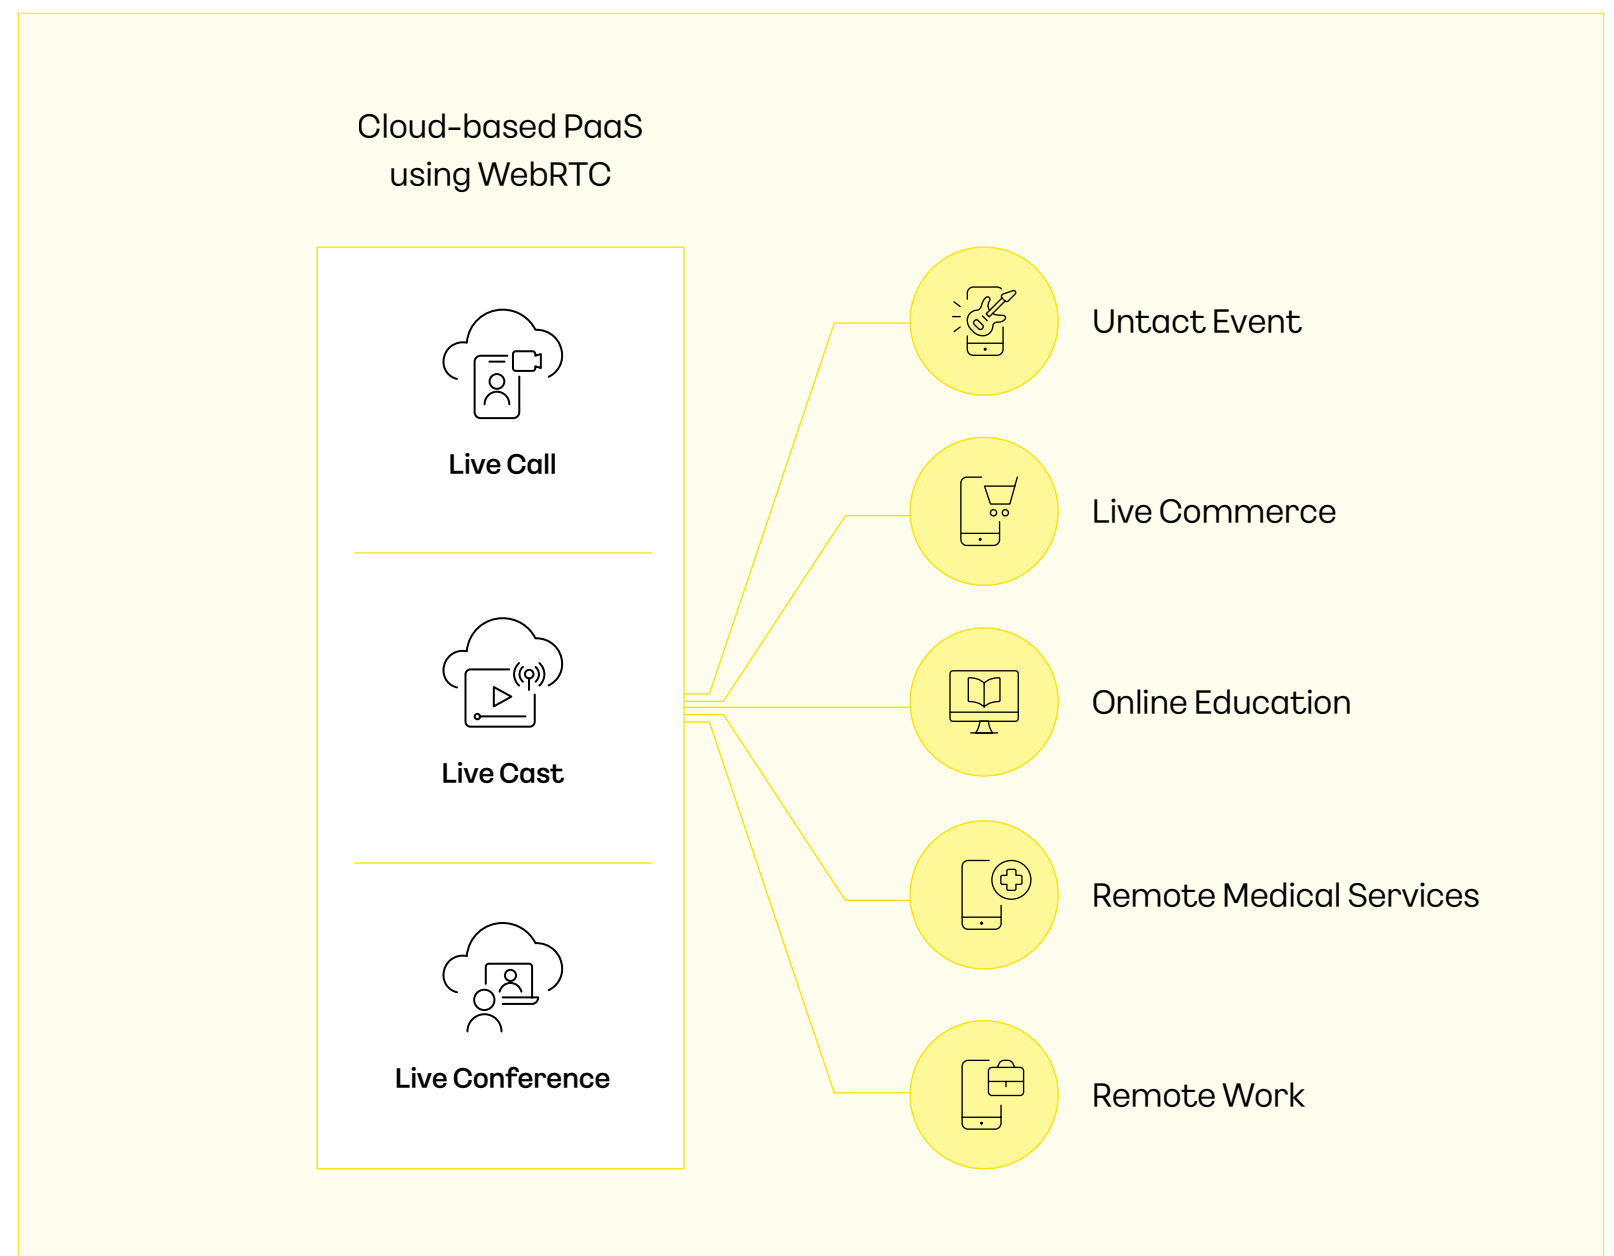 Cloud-based PaaS
using WebRTC
Live Call
Live Cast
Live Conference
Untact Event
Live Commerce
Online Education
Remote Medical Services
Remote Work